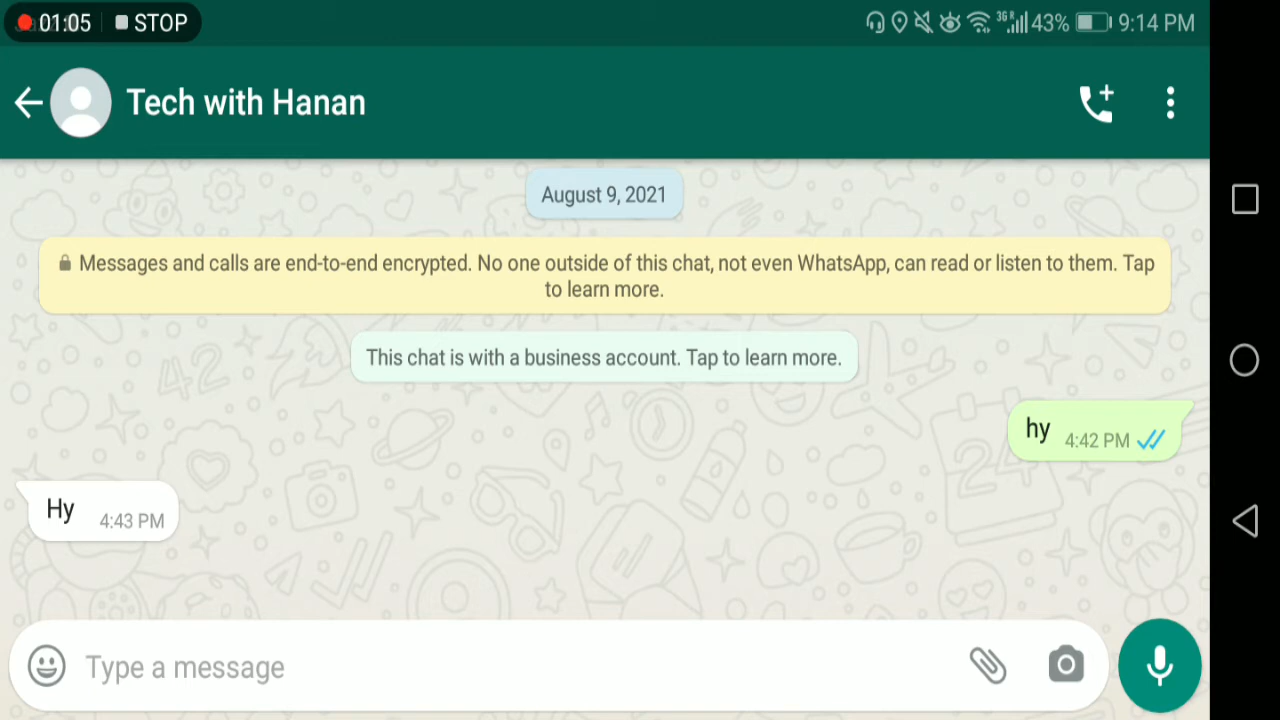 01:05 STOP 43% 9:14 PM
Tech with Hanan
August 9, 2021
Messages and calls are end-to-end encrypted. No one outside of this chat, not even WhatsApp, can read or listen to them. Tap
to learn more.
This chat is with a business account. Tap to learn more.
hy 4:42 PM
Hy 4:43 PM
Type a message